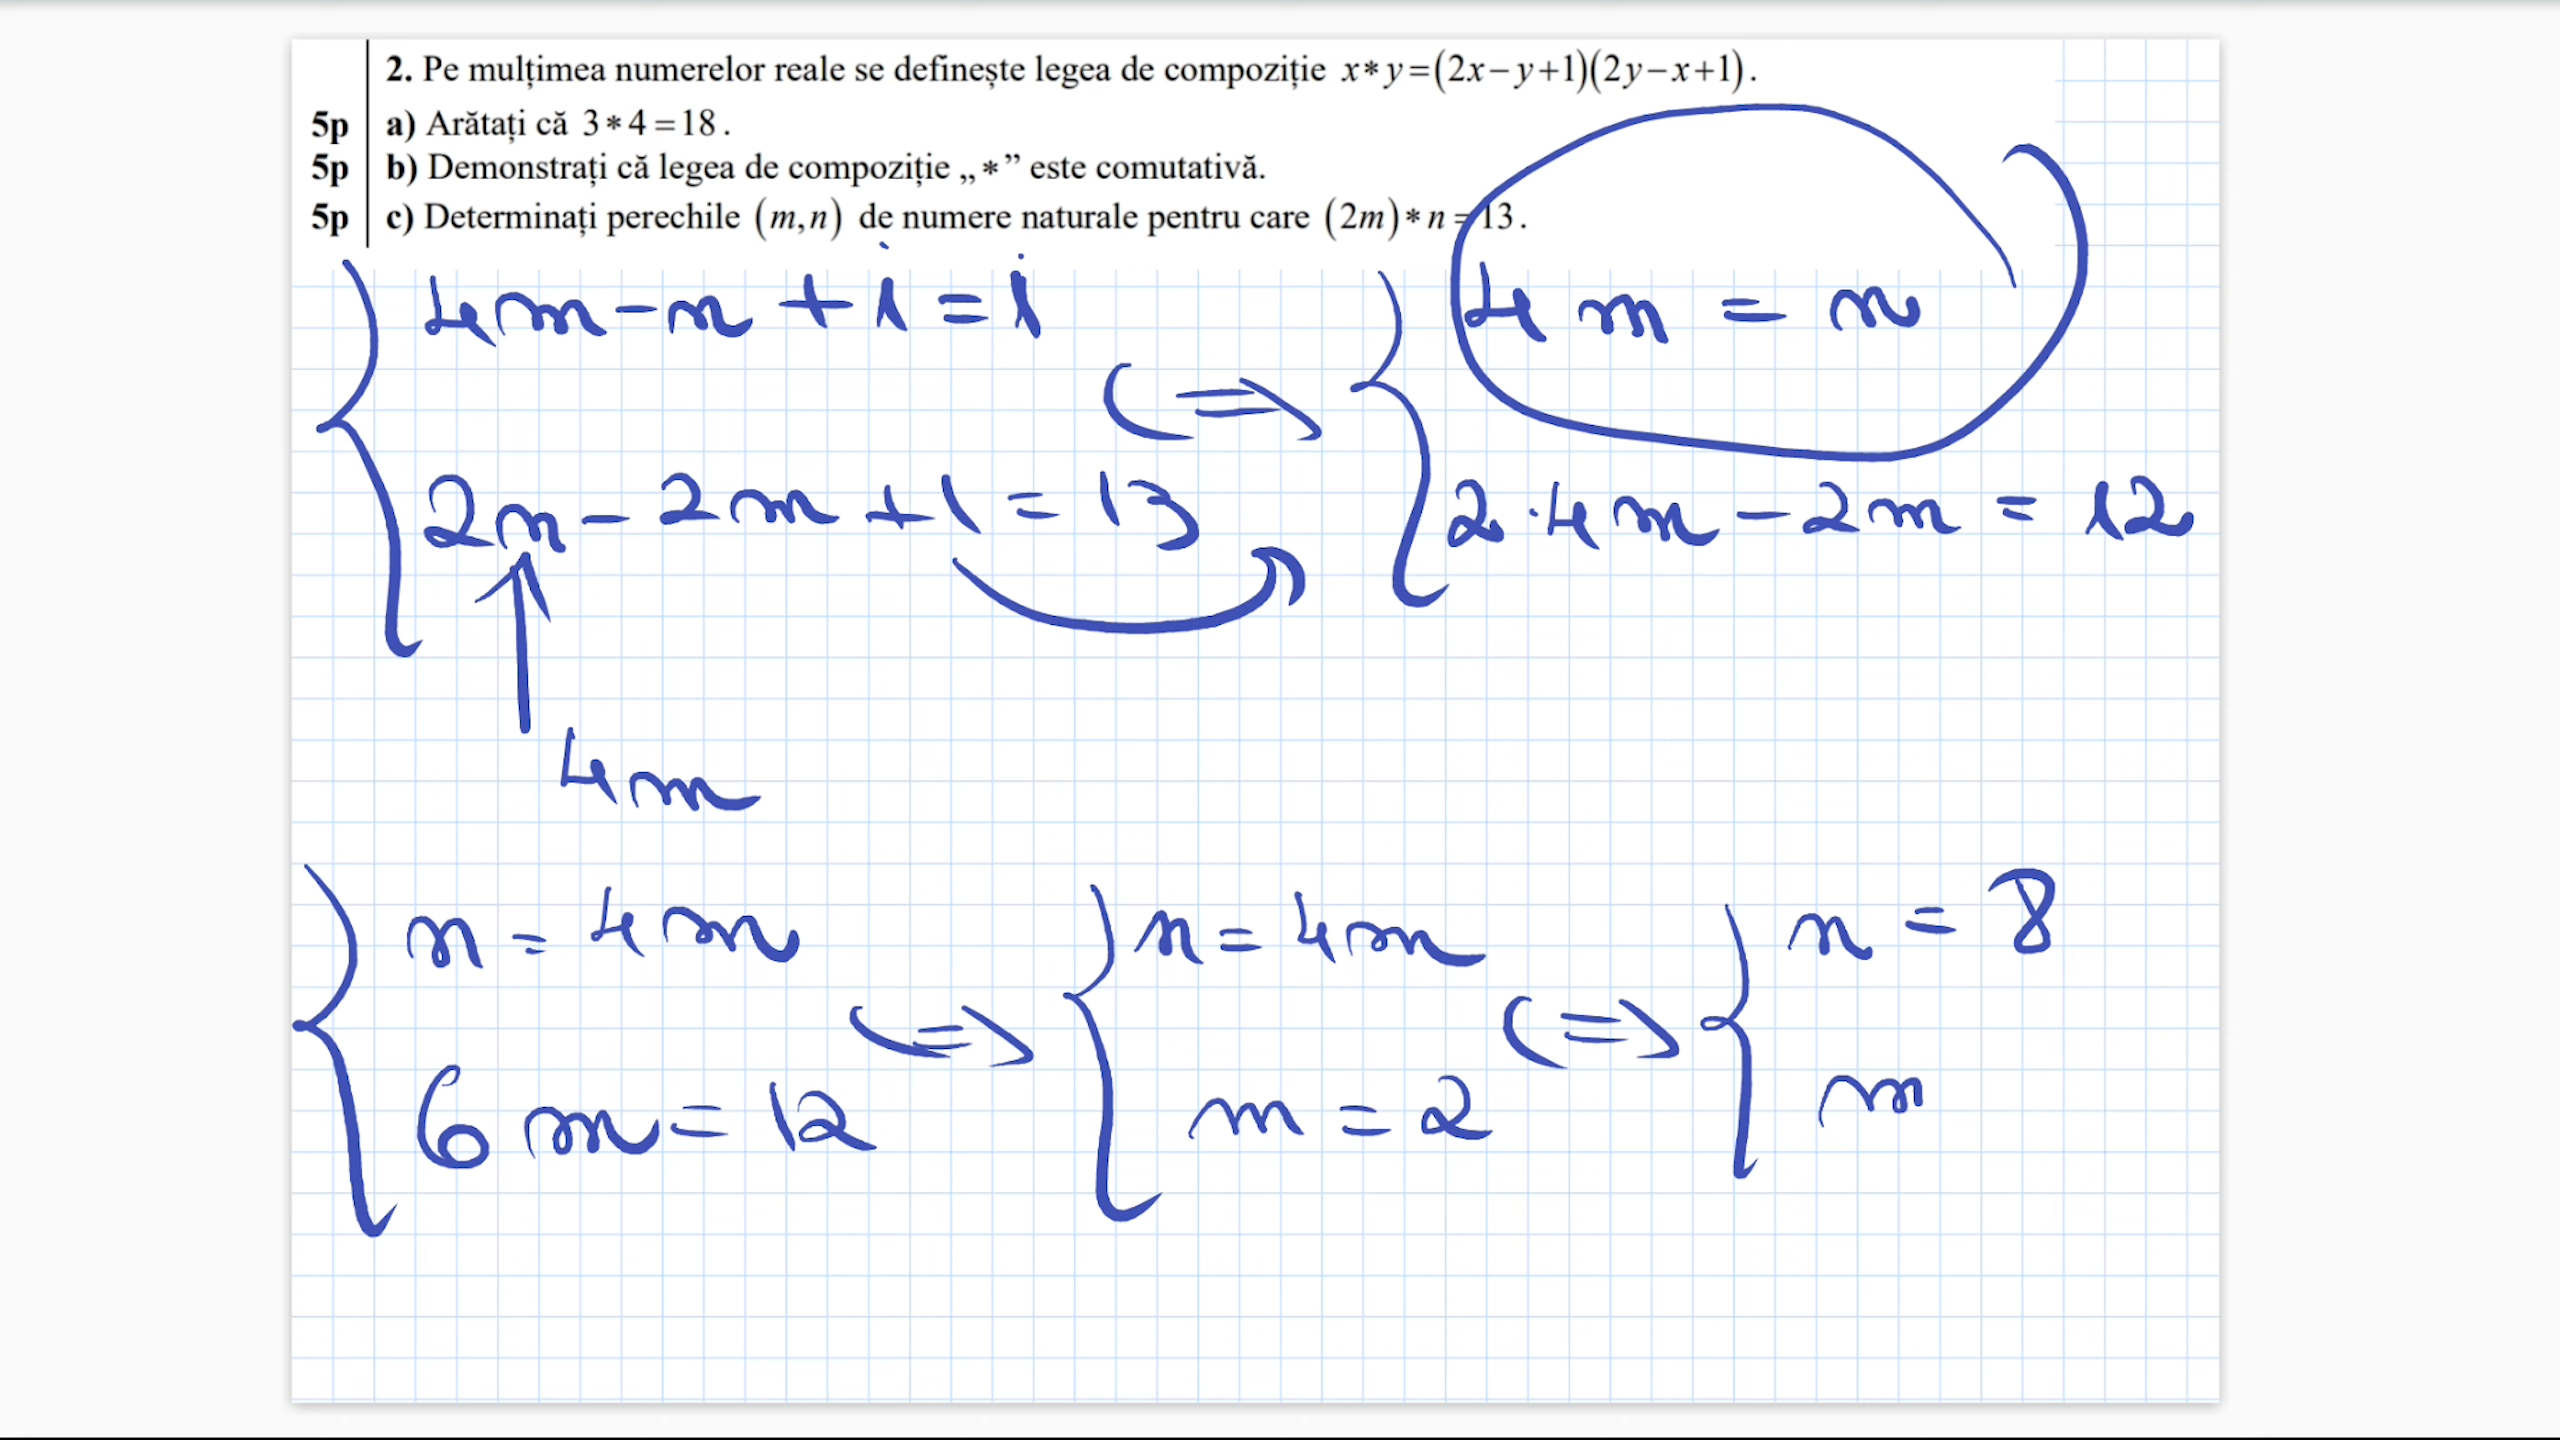 2. Pe mulțimea numerelor reale se definește legea de compoziție x∗y=(2x−y+1)(2y−x+1).
5p a) Arătați că 3∗4=18.
5p b) Demonstrați că legea de compoziție „∗” este comutativă.
5p c) Determinați perechile (m,n) de numere naturale pentru care (2m)∗n=13.
{ 4m − n + 1 = 1 <=> { 4m = n
2n − 2m + 1 = 13 2·4m − 2m = 12
4m
{ n = 4m <=> { n = 4m <=> { n = 8
6m = 12 m = 2 m